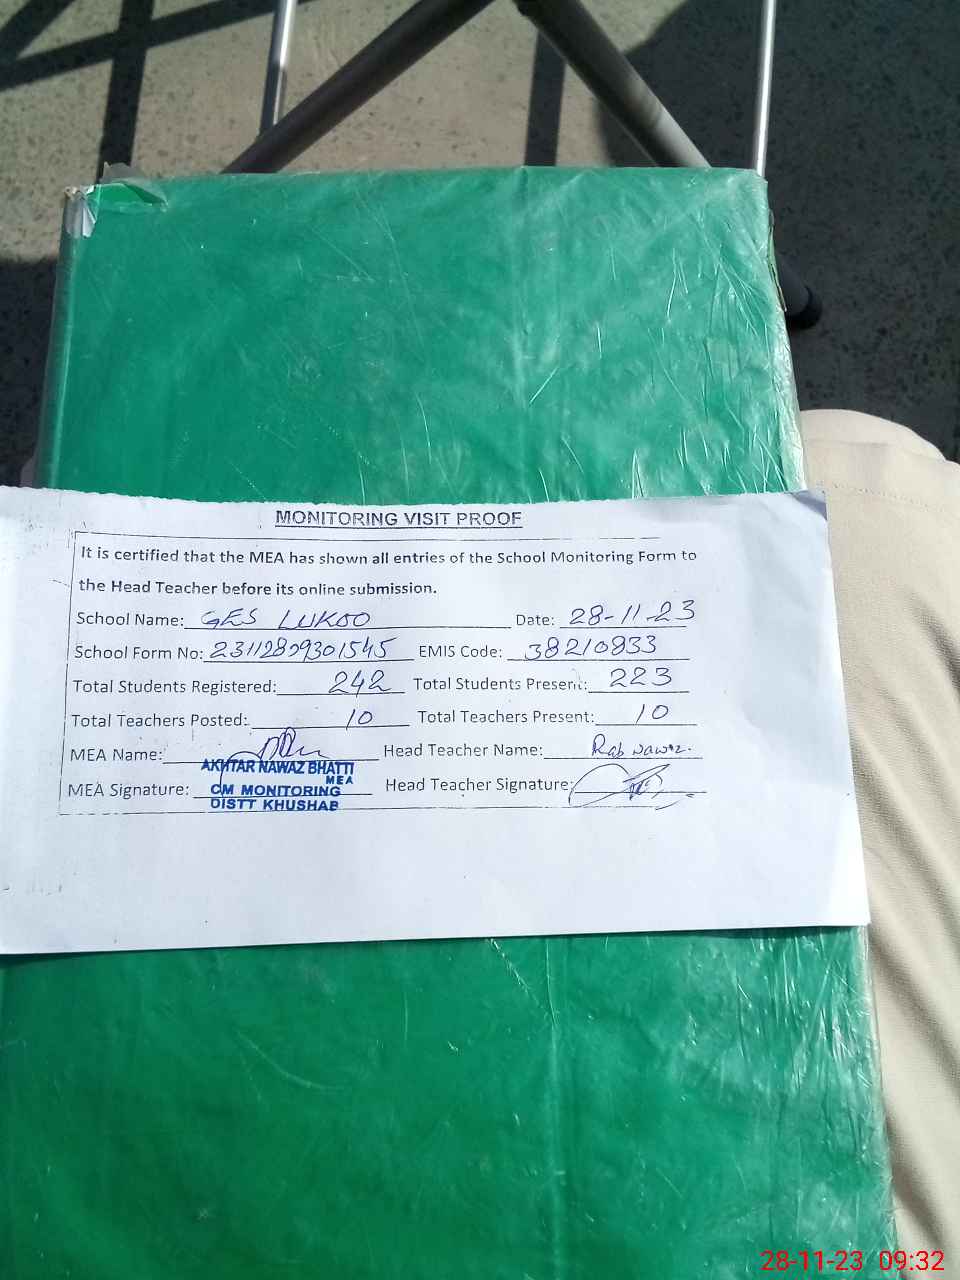 MONITORING VISIT PROOF
It is certified that the MEA has shown all entries of the School Monitoring Form to
the Head Teacher before its online submission.
School Name: GES LUKOO Date: 28-11-23
School Form No: 23112809301545 EMIS Code: 38210833
Total Students Registered: 242 Total Students Present: 223
Total Teachers Posted: 10 Total Teachers Present: 10
MEA Name: Head Teacher Name: Rab Nawaz.
AKHTAR NAWAZ BHATTI
MEA
MEA Signature: CM MONITORING Head Teacher Signature:
DISTT KHUSHAB
28-11-23 09:32